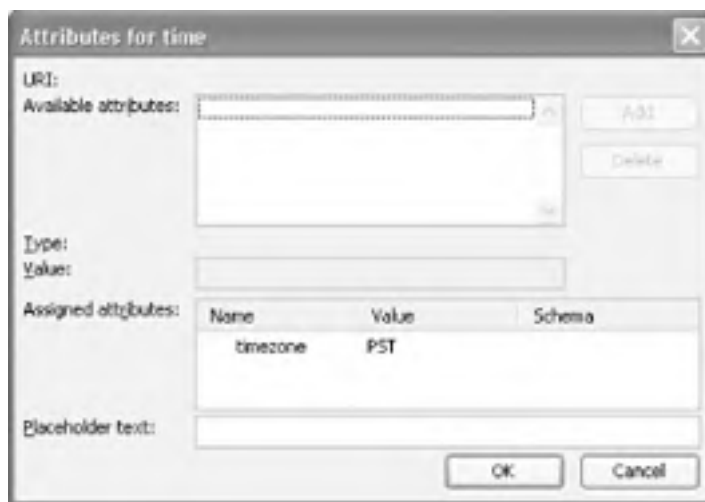 Attributes for time
URI:
Available attributes:
Add
Delete
Type:
Value:
Assigned attributes:
Name Value Schema
timezone PST
Placeholder text:
OK Cancel